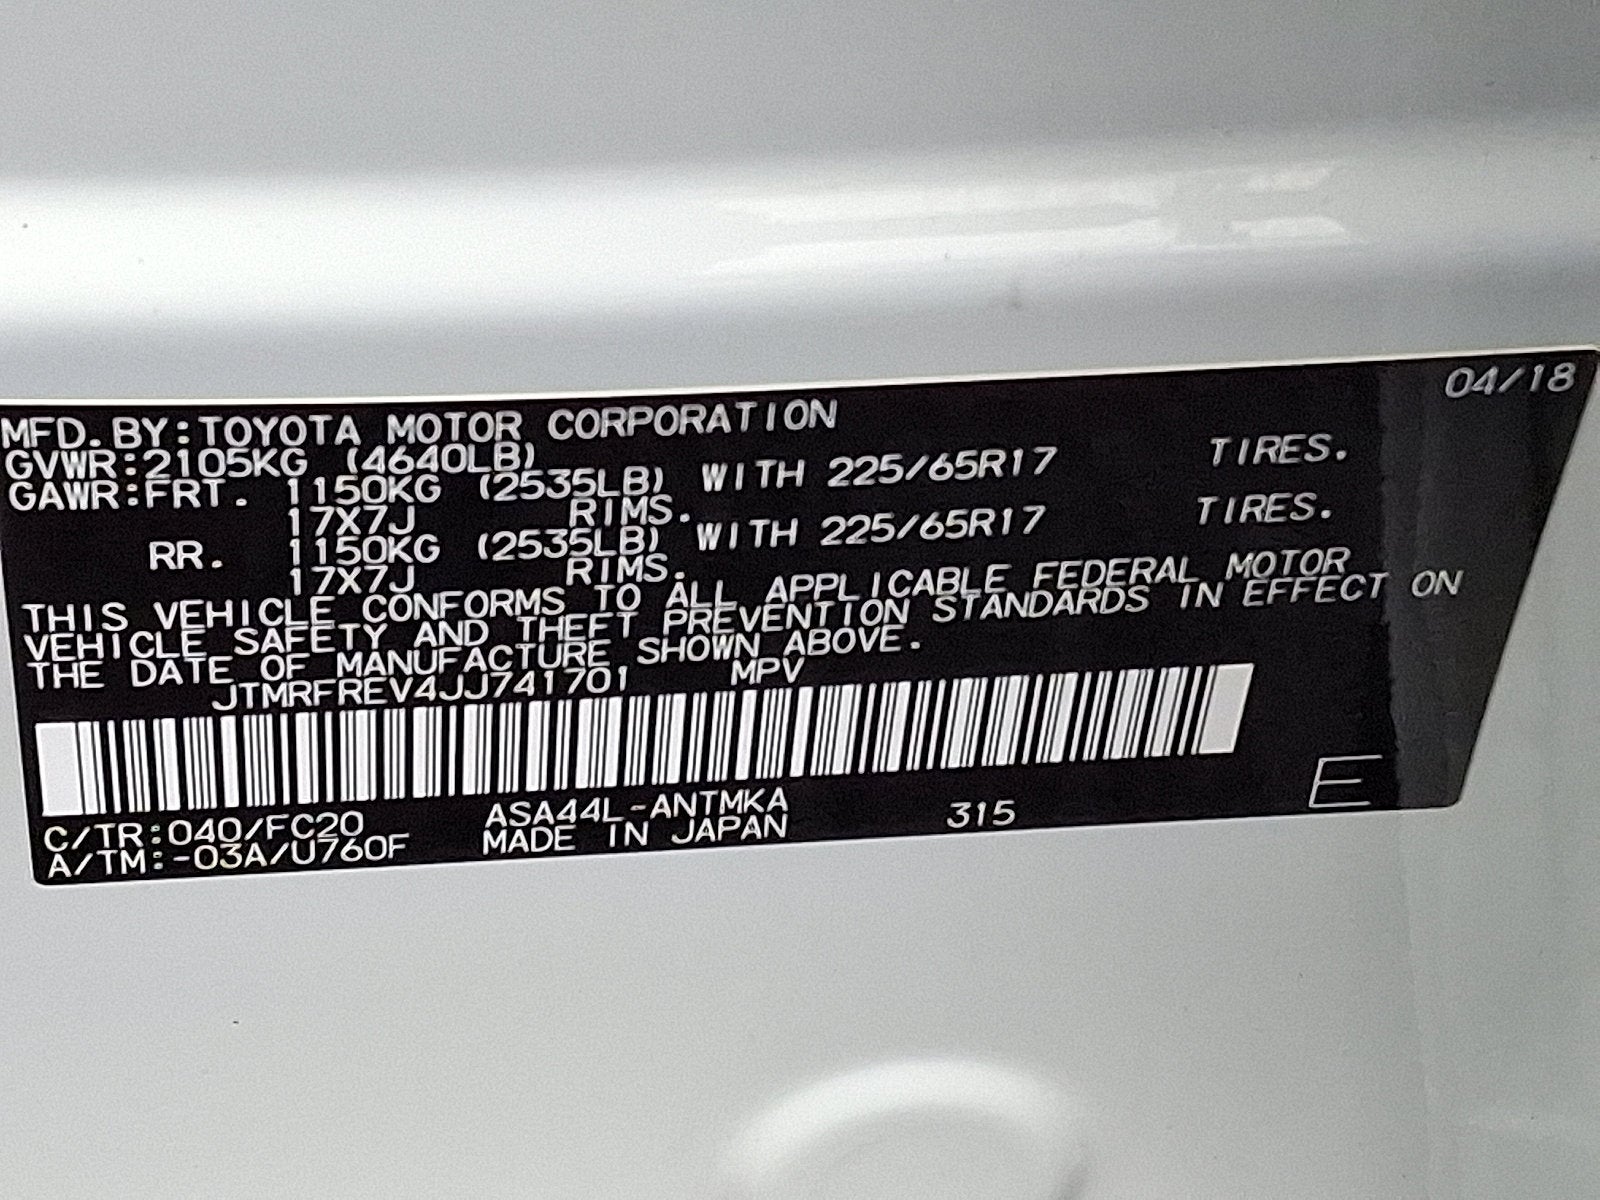 04/18
MFD. BY:TOYOTA MOTOR CORPORATION
GVWR:2105KG (4640LB)
GAWR:FRT. 1150KG (2535LB) WITH 225/65R17 TIRES.
17X7J RIMS.
RR. 1150KG (2535LB) WITH 225/65R17 TIRES.
17X7J RIMS.
THIS VEHICLE CONFORMS TO ALL APPLICABLE FEDERAL MOTOR
VEHICLE SAFETY AND THEFT PREVENTION STANDARDS IN EFFECT ON
THE DATE OF MANUFACTURE SHOWN ABOVE.
JTMRFREV4JJ741701 MPV
C/TR:040/FC20 ASA44L-ANTMKA 315 E
A/TM:-03A/U760F MADE IN JAPAN